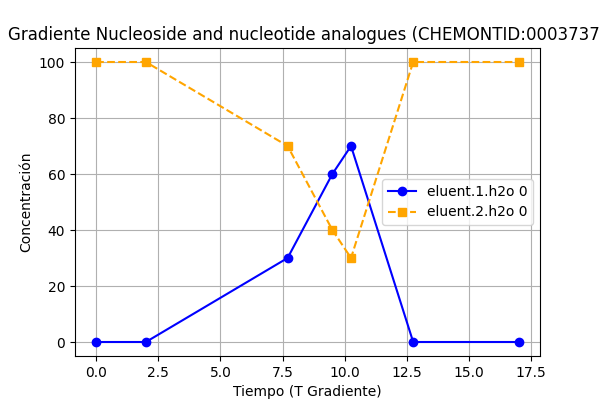 Gradiente Nucleoside and nucleotide analogues (CHEMONTID:0003737
Concentración
100
80
60
40
20
0
eluent.1.h2o 0
eluent.2.h2o 0
0.0 2.5 5.0 7.5 10.0 12.5 15.0 17.5
Tiempo (T Gradiente)